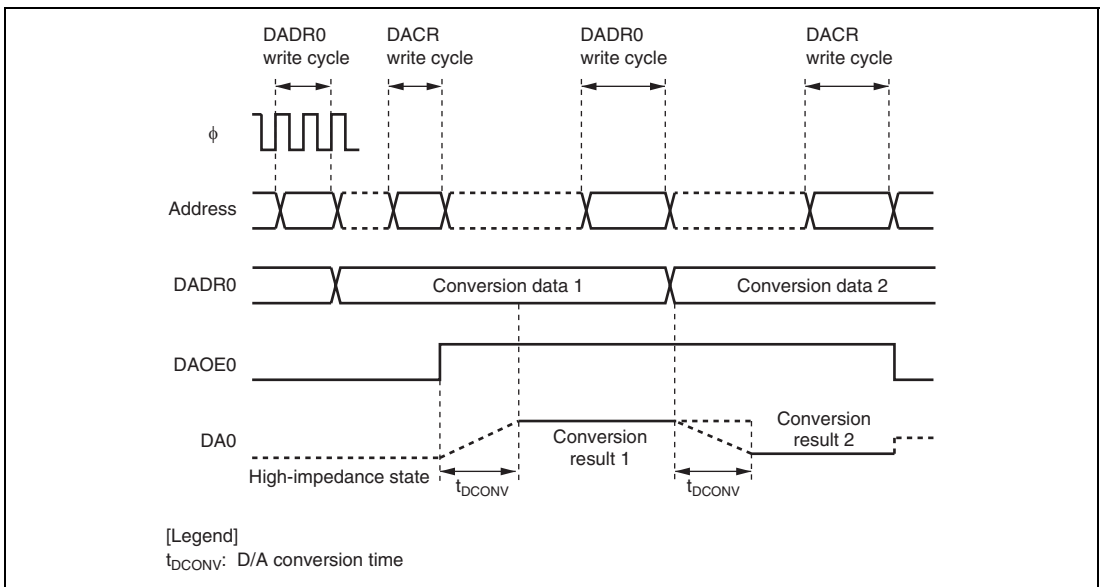 DADR0 write cycle
DACR write cycle
DADR0 write cycle
DACR write cycle
φ
Address
DADR0
Conversion data 1
Conversion data 2
DAOE0
DA0
High-impedance state
Conversion result 1
Conversion result 2
tDCONV
tDCONV
[Legend]
tDCONV: D/A conversion time